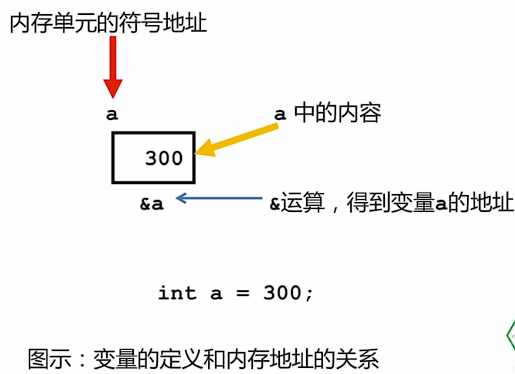 内存单元的符号地址
a
a 中的内容
300
&a
&运算，得到变量a的地址
int a = 300;
图示：变量的定义和内存地址的关系